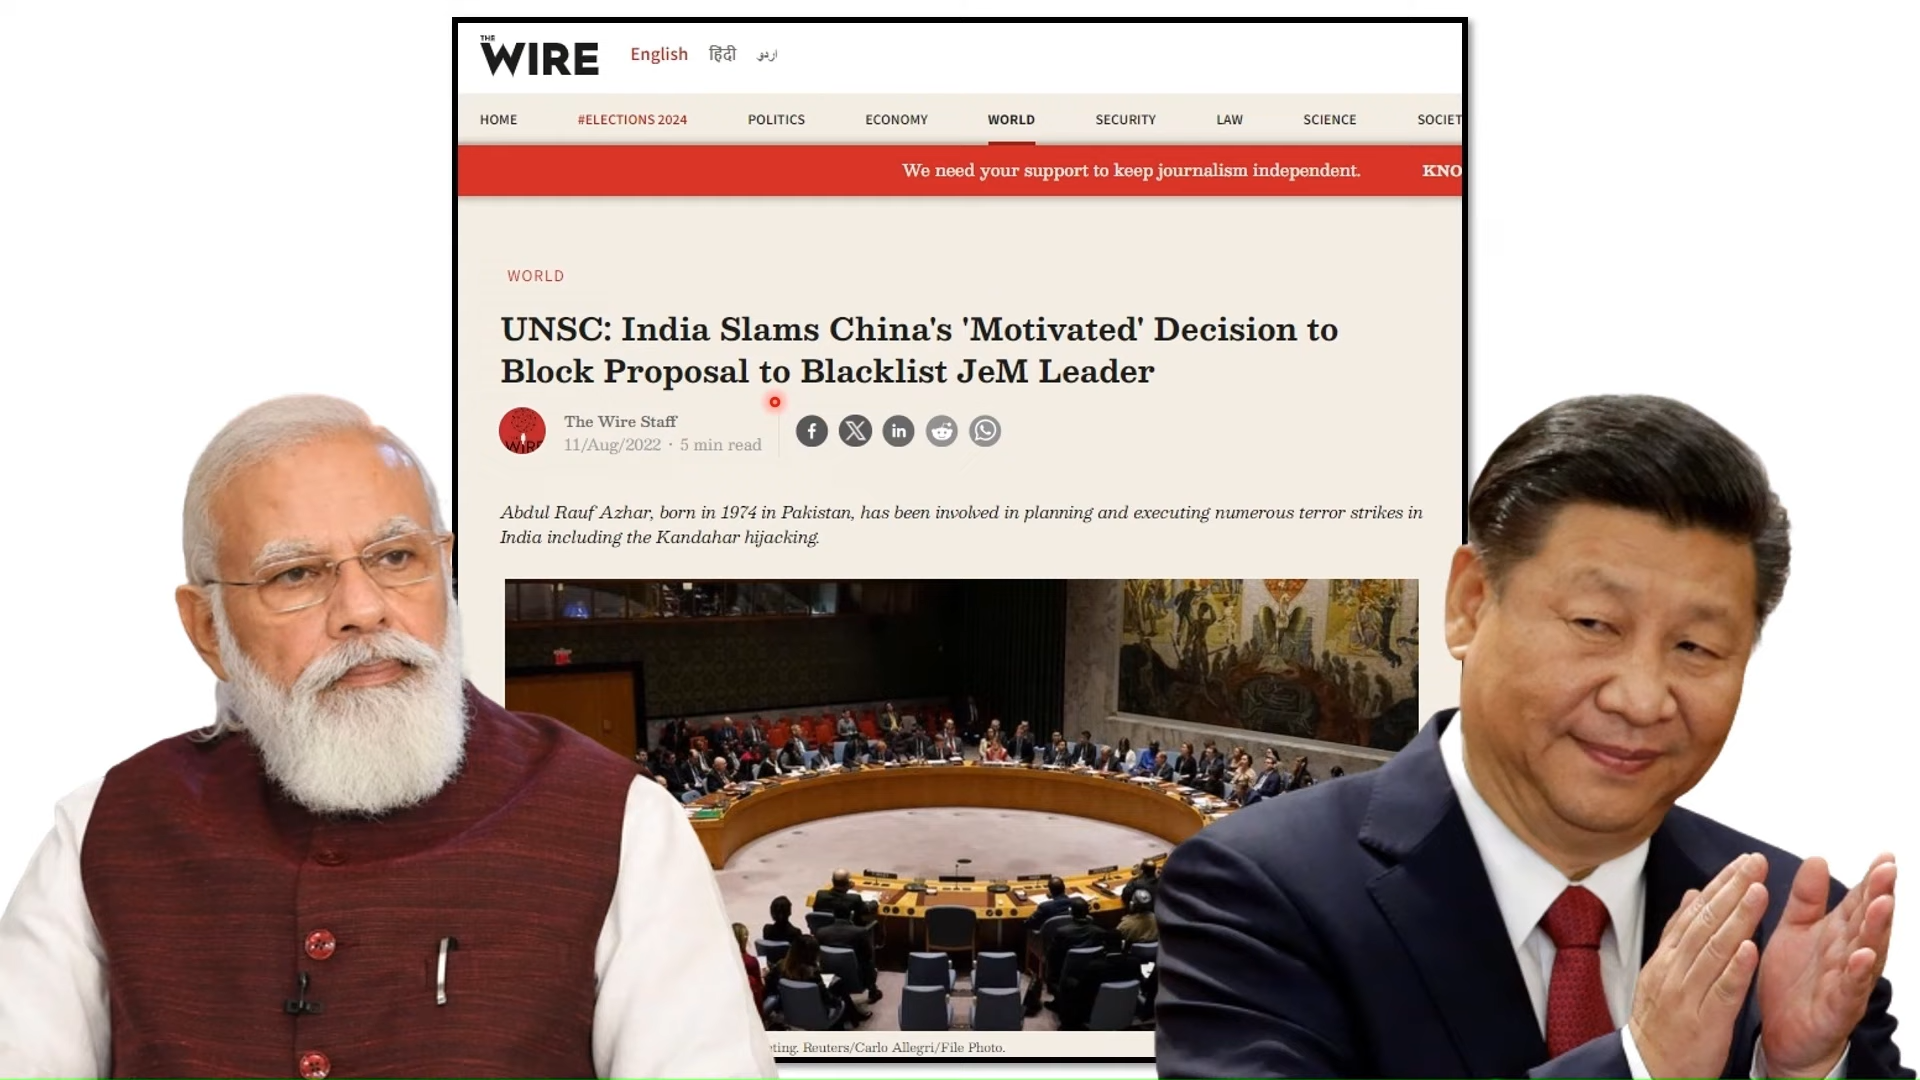 THE
WIRE
English हिंदी اردو
HOME #ELECTIONS 2024 POLITICS ECONOMY WORLD SECURITY LAW SCIENCE SOCIET
We need your support to keep journalism independent. KNO
WORLD
UNSC: India Slams China's 'Motivated' Decision to
Block Proposal to Blacklist JeM Leader
The Wire Staff
11/Aug/2022 · 5 min read
WIRE
Abdul Rauf Azhar, born in 1974 in Pakistan, has been involved in planning and executing numerous terror strikes in
India including the Kandahar hijacking.
eting. Reuters/Carlo Allegri/File Photo.